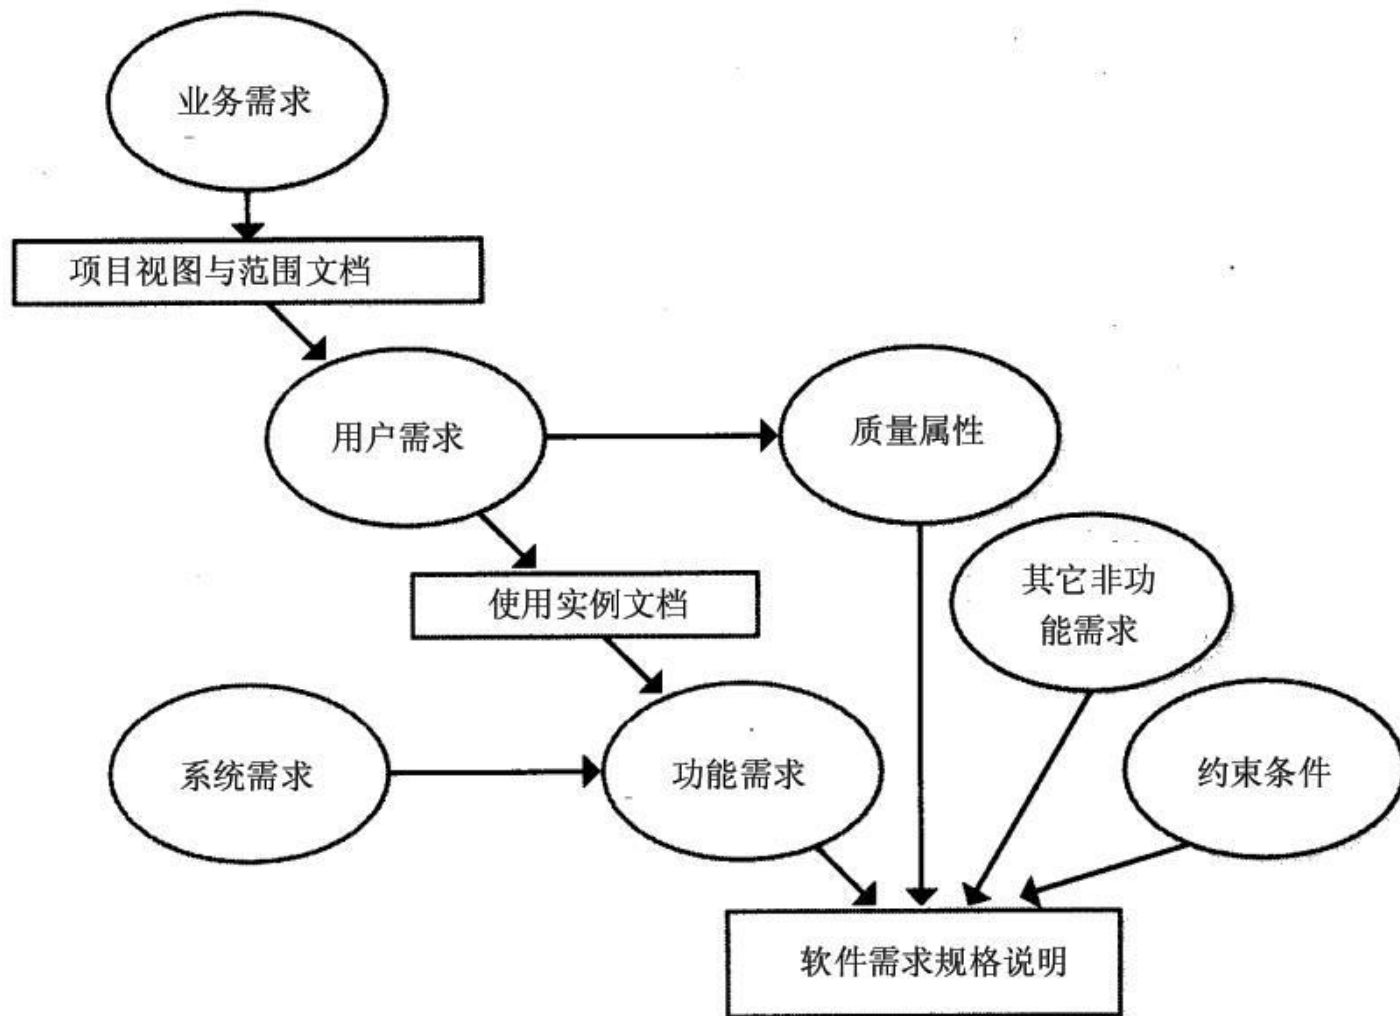 业务需求
项目视图与范围文档
用户需求
质量属性
使用实例文档
其它非功
能需求
系统需求
功能需求
约束条件
软件需求规格说明